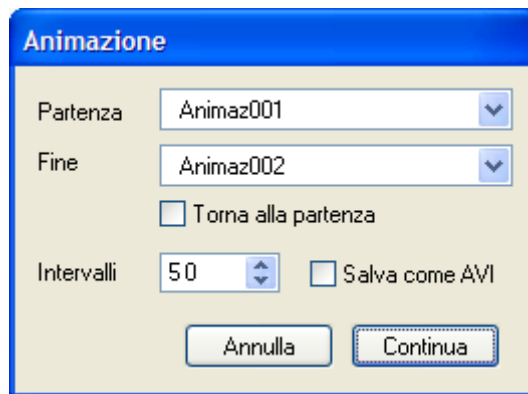 Animazione
Partenza Animaz001
Fine Animaz002
Torna alla partenza
Intervalli 50 Salva come AVI
Annulla Continua